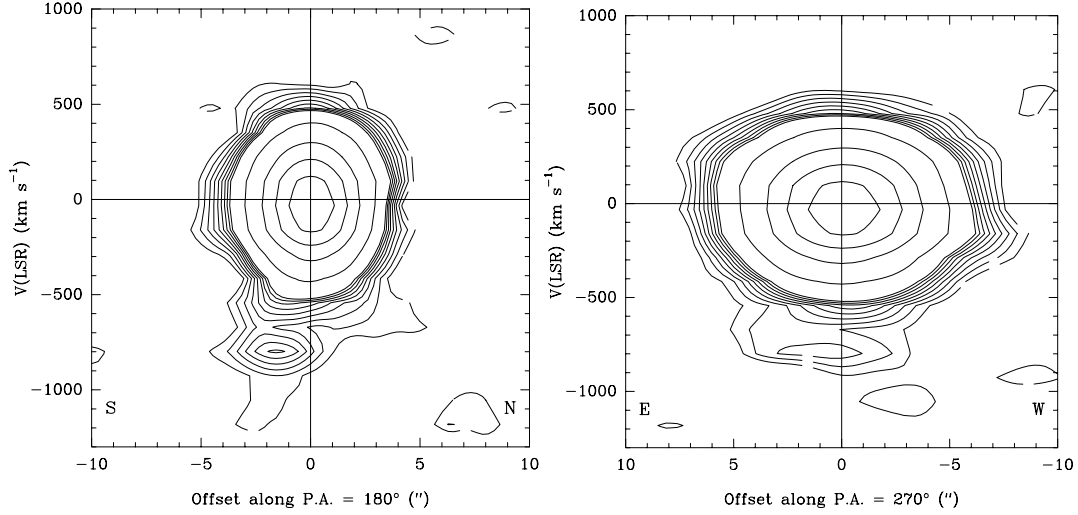 1000
500
0
−500
−1000
V(LSR) (km s⁻¹)
S
N
−10
−5
0
5
10
Offset along P.A. = 180° (")
1000
500
0
−500
−1000
V(LSR) (km s⁻¹)
E
W
10
5
0
−5
−10
Offset along P.A. = 270° (")